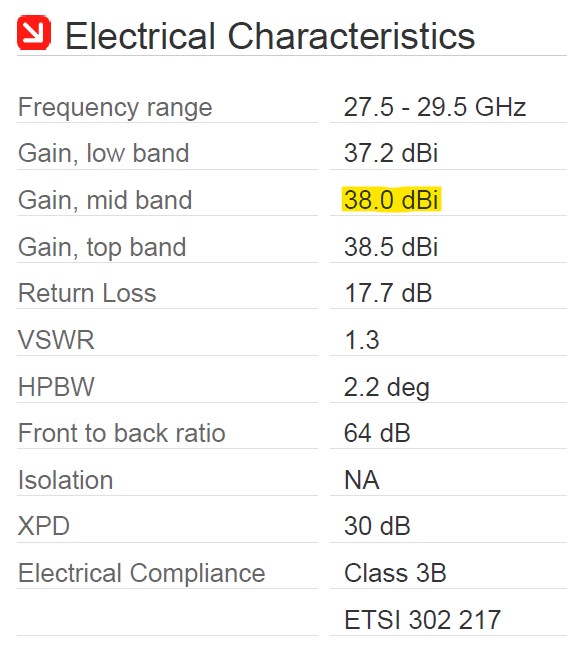 Electrical Characteristics
Frequency range 27.5 - 29.5 GHz
Gain, low band 37.2 dBi
Gain, mid band 38.0 dBi
Gain, top band 38.5 dBi
Return Loss 17.7 dB
VSWR 1.3
HPBW 2.2 deg
Front to back ratio 64 dB
Isolation NA
XPD 30 dB
Electrical Compliance Class 3B
ETSI 302 217